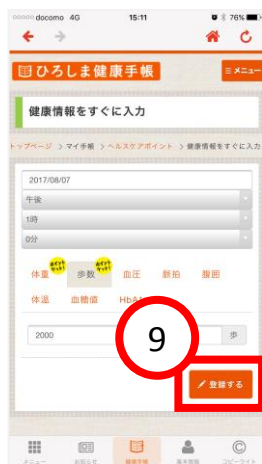 docomo 4G 15:11 76%
ひろしま健康手帳 ≡ メニュー
健康情報をすぐに入力
トップページ > マイ手帳 > ヘルスケアポイント > 健康情報をすぐに入力
2017/08/07
午後
1時
0分
体重 歩数 血圧 脈拍 腹囲
体温 血糖値 HbA
2000 歩
9
登録する
メニュー お知らせ 健康手帳 基本情報 コピーライト